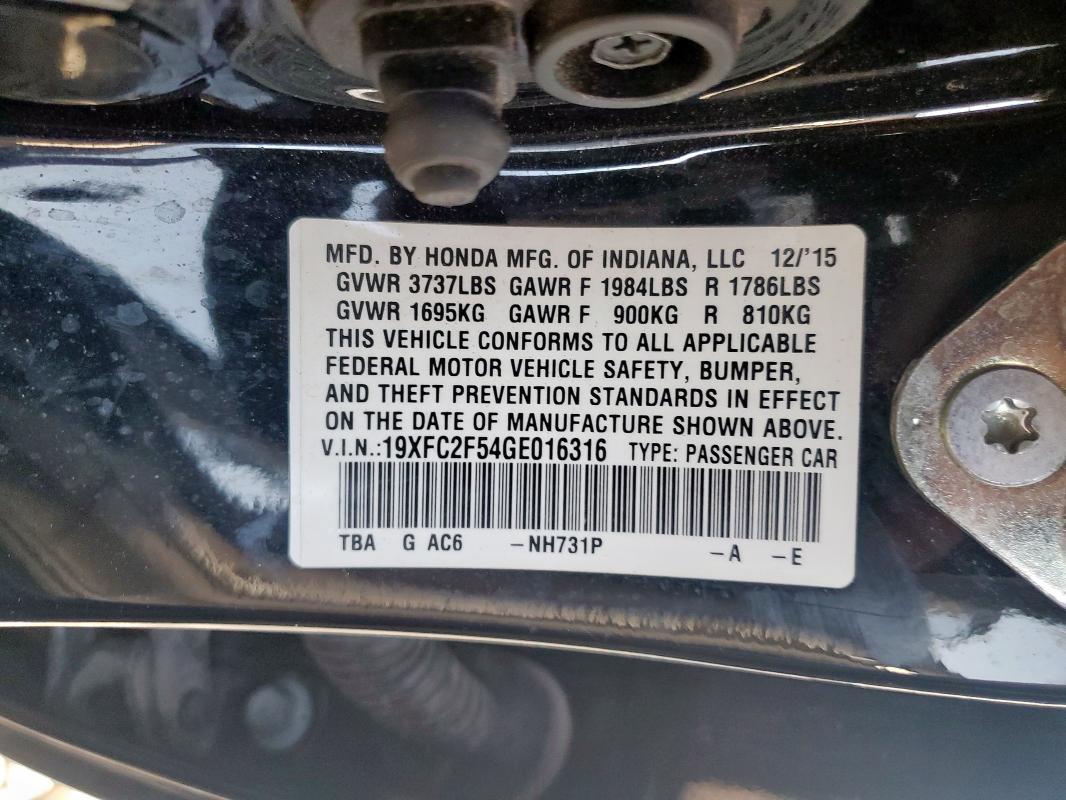 MFD. BY HONDA MFG. OF INDIANA, LLC 12/'15
GVWR 3737LBS GAWR F 1984LBS R 1786LBS
GVWR 1695KG GAWR F 900KG R 810KG
THIS VEHICLE CONFORMS TO ALL APPLICABLE
FEDERAL MOTOR VEHICLE SAFETY, BUMPER,
AND THEFT PREVENTION STANDARDS IN EFFECT
ON THE DATE OF MANUFACTURE SHOWN ABOVE.
V.I.N.:19XFC2F54GE016316 TYPE: PASSENGER CAR
TBA G AC6 –NH731P –A –E